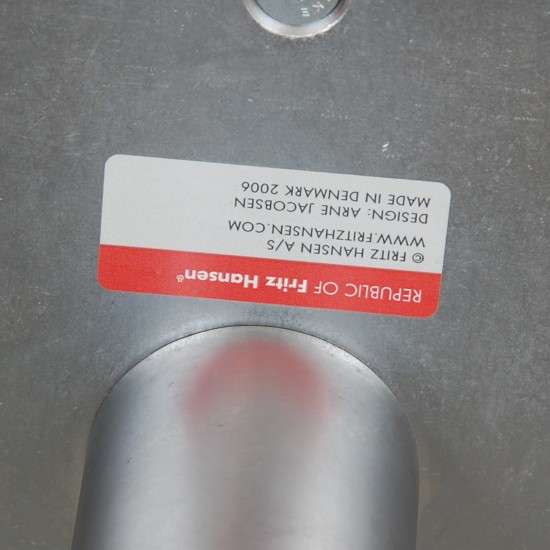 REPUBLIC OF Fritz Hansen®
© FRITZ HANSEN A/S
WWW.FRITZHANSEN.COM
DESIGN: ARNE JACOBSEN
MADE IN DENMARK 2006